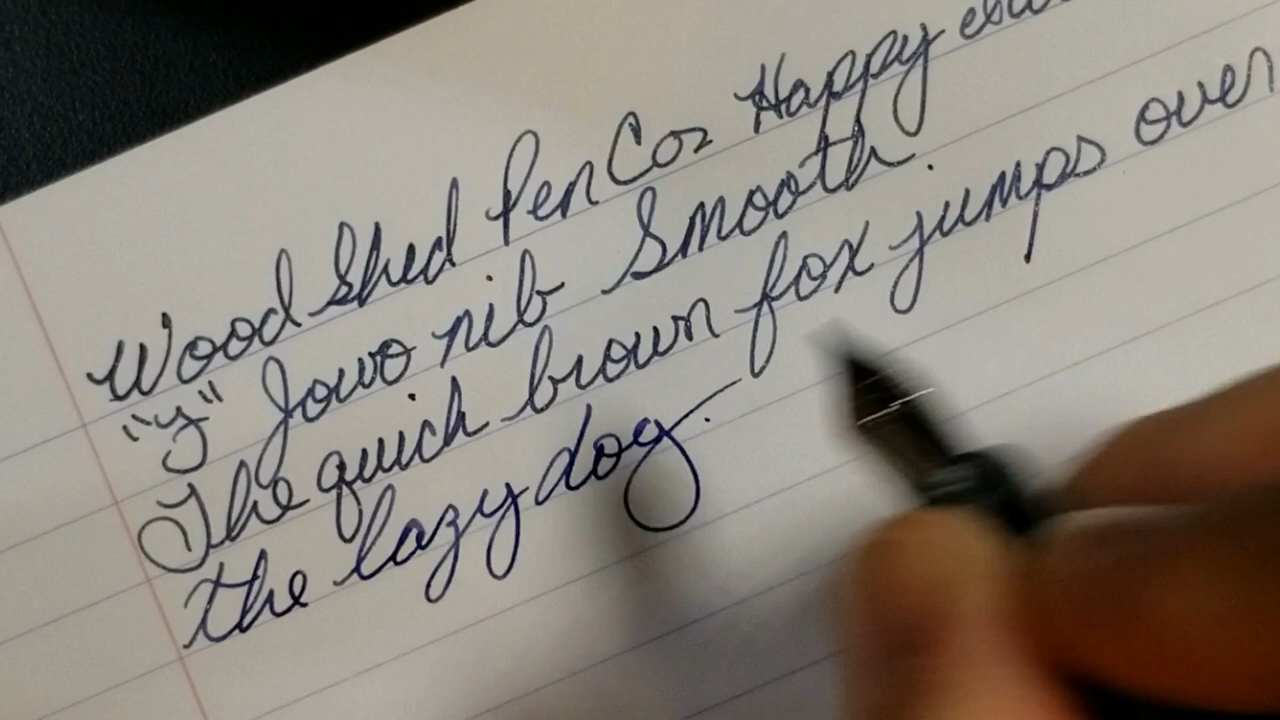 Wood Shed Pen Co. Happy
"y" Jowo nib Smooth.
The quick brown fox jumps over
the lazy dog.